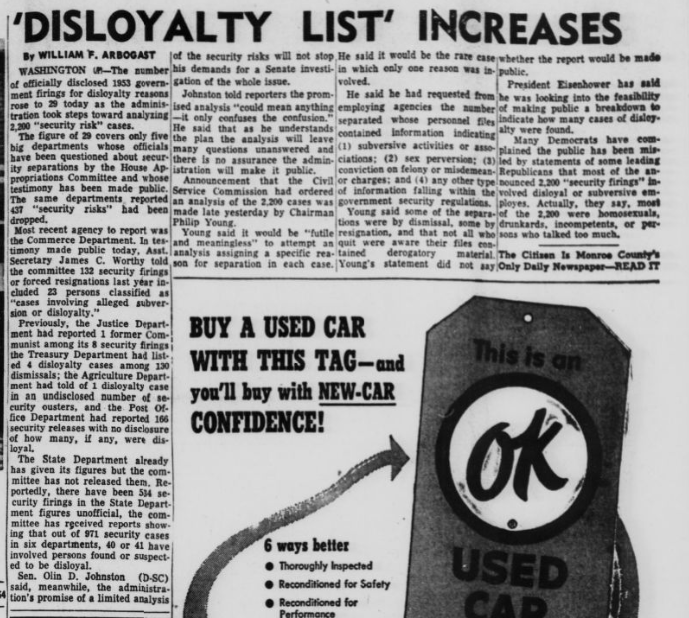 'DISLOYALTY LIST' INCREASES
By WILLIAM F. ARBOGAST
WASHINGTON (AP)—The number
of officially disclosed 1953 govern-
ment firings for disloyalty reasons
rose to 29 today as the adminis-
tration took steps toward analyzing
2,200 "security risk" cases.
The figure of 29 covers only five
big departments whose officials
have been questioned about secur-
ity separations by the House Ap-
propriations Committee and whose
testimony has been made public.
The same departments reported
437 "security risks" had been
dropped.
Most recent agency to report was
the Commerce Department. In tes-
timony made public today, Asst.
Secretary James C. Worthy told
the committee 132 security firings
or forced resignations last year in-
cluded 23 persons classified as
"cases involving alleged subver-
sion or disloyalty."
Previously, the Justice Depart-
ment had reported 1 former Com-
munist among its 8 security firings
the Treasury Department had list-
ed 4 disloyalty cases among 130
dismissals; the Agriculture Depart-
ment had told of 1 disloyalty case
in an undisclosed number of se-
curity ousters, and the Post Of-
fice Department had reported 166
security releases with no disclosure
of how many, if any, were dis-
loyal.
The State Department already
has given its figures but the com-
mittee has not released them. Re-
portedly, there have been 534 se-
curity firings in the State Depart-
ment figures unofficial, the com-
mittee has received reports show-
ing that out of 971 security cases
in six departments, 40 or 41 have
involved persons found or suspect-
ed to be disloyal.
Sen. Olin D. Johnston (D-SC)
said, meanwhile, the administra-
tion's promise of a limited analysis
of the security risks will not stop
his demands for a Senate investi-
gation of the whole issue.
Johnston told reporters the prom-
ised analysis "could mean anything
—it only confuses the confusion."
He said that as he understands
the plan the analysis will leave
many questions unanswered and
there is no assurance the admin-
istration will make it public.
Announcement that the Civil
Service Commission had ordered
an analysis of the 2,200 cases was
made late yesterday by Chairman
Philip Young.
Young said it would be "futile
and meaningless" to attempt an
analysis assigning a specific rea-
son for separation in each case.
He said it would be the rare case
in which only one reason was in-
volved.
He said he had requested from
employing agencies the number
separated whose personnel files
contained information indicating
(1) subversive activities or asso-
ciations; (2) sex perversion; (3)
conviction on felony or misdemean-
or charges; and (4) any other type
of information falling within the
government security regulations.
Young said some of the separa-
tions were by dismissal, some by
resignation, and that not all who
quit were aware their files con-
tained derogatory material.
Young's statement did not say
whether the report would be made
public.
President Eisenhower has said
he was looking into the feasibility
of making public a breakdown to
indicate how many cases of disloy-
alty were found.
Many Democrats have com-
plained the public has been mis-
led by statements of some leading
Republicans that most of the an-
nounced 2,200 "security firings" in-
volved disloyal or subversive em-
ployes. Actually, they say, most
of the 2,200 were homosexuals,
drunkards, incompetents, or per-
sons who talked too much.
The Citizen Is Monroe County's
Only Daily Newspaper—READ IT
BUY A USED CAR
WITH THIS TAG—and
you'll buy with NEW-CAR
CONFIDENCE!
6 ways better
● Thoroughly Inspected
● Reconditioned for Safety
● Reconditioned for
Performance
This is an
OK
USED
CAR